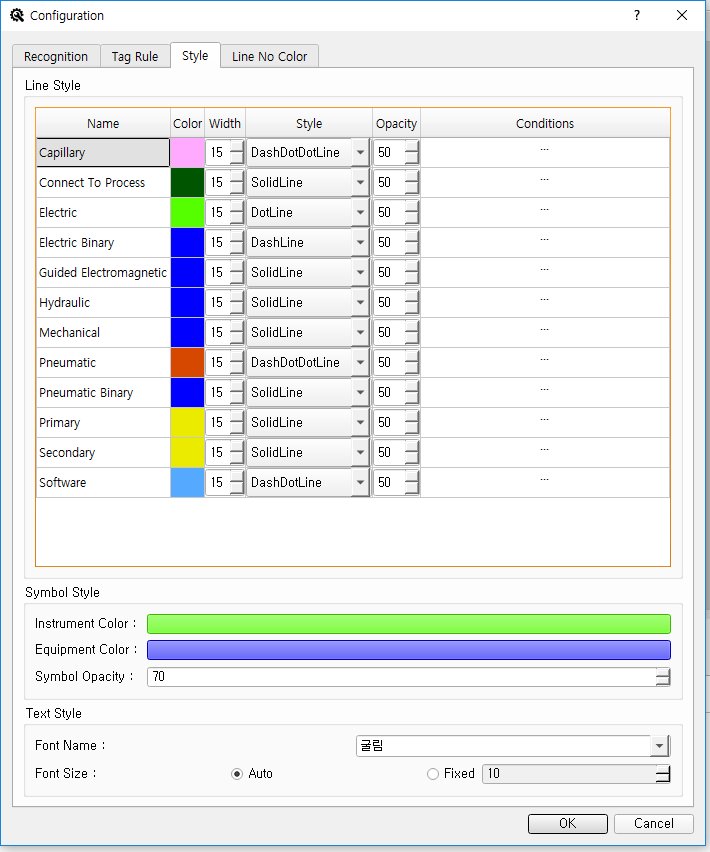 Configuration ?
Recognition Tag Rule Style Line No Color
Line Style
Name Color Width Style Opacity Conditions
Capillary 15 DashDotDotLine 50 ...
Connect To Process 15 SolidLine 50 ...
Electric 15 DotLine 50 ...
Electric Binary 15 DashLine 50 ...
Guided Electromagnetic 15 SolidLine 50 ...
Hydraulic 15 SolidLine 50 ...
Mechanical 15 SolidLine 50 ...
Pneumatic 15 DashDotDotLine 50 ...
Pneumatic Binary 15 SolidLine 50 ...
Primary 15 SolidLine 50 ...
Secondary 15 SolidLine 50 ...
Software 15 DashDotLine 50 ...
Symbol Style
Instrument Color :
Equipment Color :
Symbol Opacity : 70
Text Style
Font Name : 굴림
Font Size : Auto Fixed 10
OK Cancel